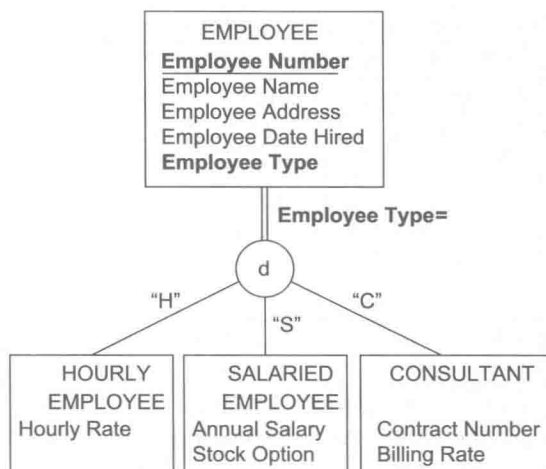 EMPLOYEE
Employee Number
Employee Name
Employee Address
Employee Date Hired
Employee Type
Employee Type=
d
“H”
“S”
“C”
HOURLY
EMPLOYEE
Hourly Rate
SALARIED
EMPLOYEE
Annual Salary
Stock Option
CONSULTANT
Contract Number
Billing Rate